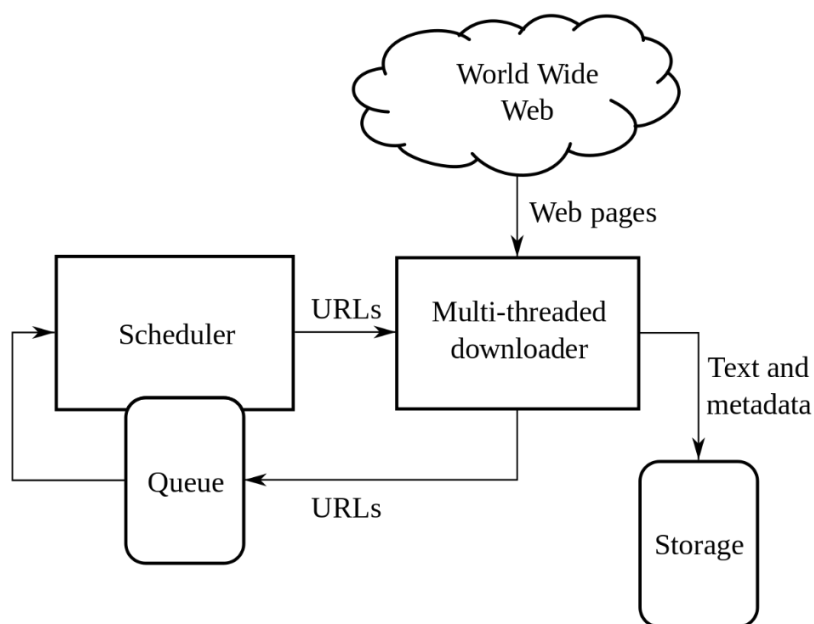 World Wide
Web
Web pages
Scheduler
URLs
Multi-threaded
downloader
Text and
metadata
Queue
URLs
Storage